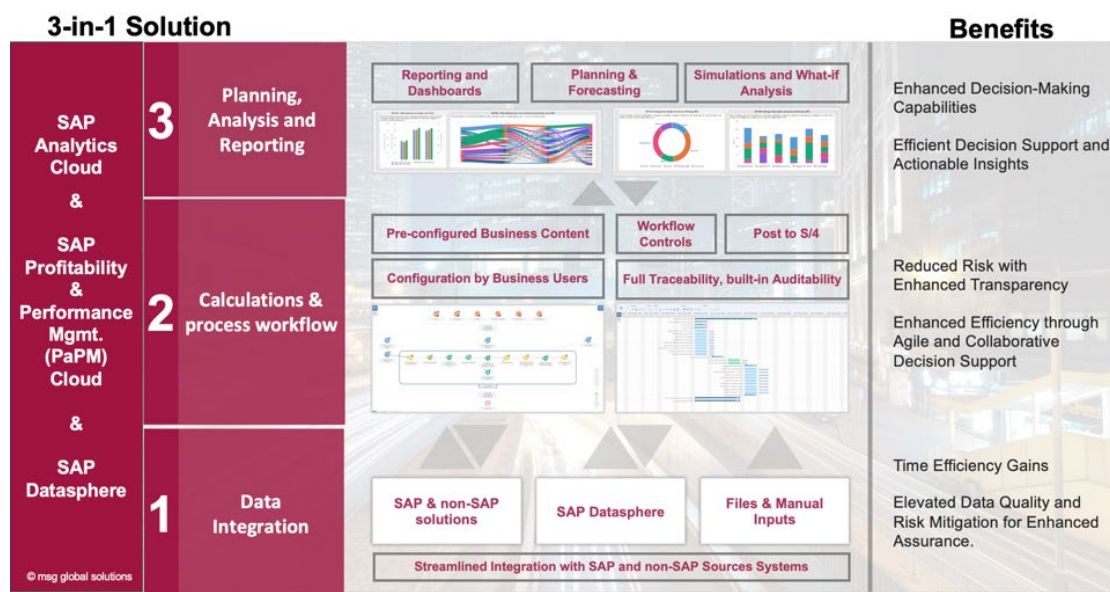 3-in-1 Solution
Benefits
SAP
Analytics
Cloud
&
SAP
Profitability
&
Performance
Mgmt.
(PaPM)
Cloud
&
SAP
Datasphere
© msg global solutions
3
Planning,
Analysis and
Reporting
Reporting and
Dashboards
Planning &
Forecasting
Simulations and What-if
Analysis
Enhanced Decision-Making
Capabilities
Efficient Decision Support and
Actionable Insights
2
Calculations &
process workflow
Pre-configured Business Content
Workflow
Controls
Post to S/4
Configuration by Business Users
Full Traceability, built-in Auditability
Reduced Risk with
Enhanced Transparency
Enhanced Efficiency through
Agile and Collaborative
Decision Support
1
Data
Integration
SAP & non-SAP
solutions
SAP Datasphere
Files & Manual
Inputs
Streamlined Integration with SAP and non-SAP Sources Systems
Time Efficiency Gains
Elevated Data Quality and
Risk Mitigation for Enhanced
Assurance.